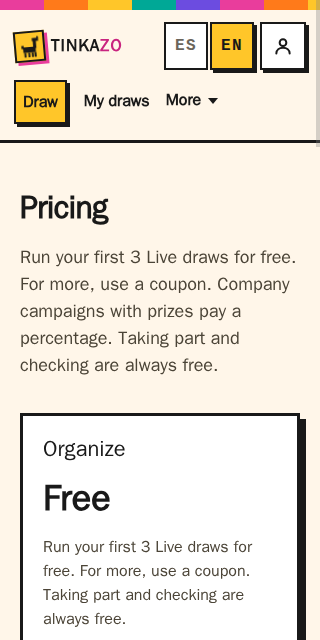 TINKAZO
ES
EN
Draw
My draws
More
Pricing
Run your first 3 Live draws for free.
For more, use a coupon. Company
campaigns with prizes pay a
percentage. Taking part and
checking are always free.
Organize
Free
Run your first 3 Live draws for
free. For more, use a coupon.
Taking part and checking are
always free.